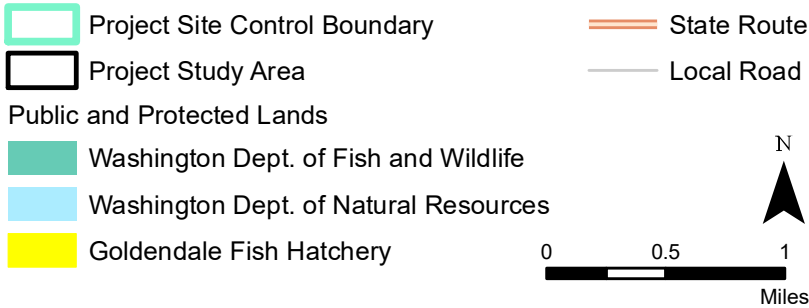 Project Site Control Boundary
Project Study Area
Public and Protected Lands
Washington Dept. of Fish and Wildlife
Washington Dept. of Natural Resources
Goldendale Fish Hatchery
State Route
Local Road
N
0 0.5 1
Miles